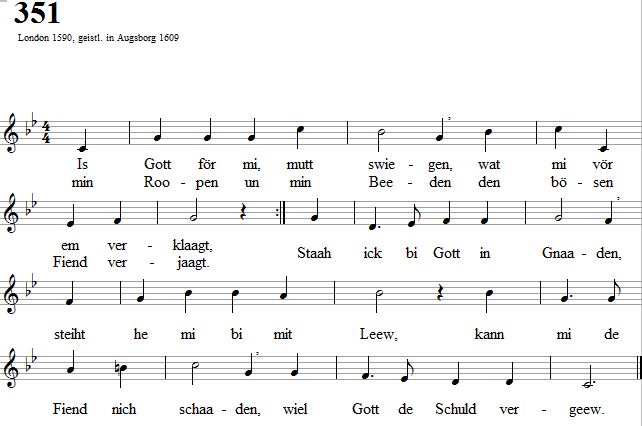 351
London 1590, geistl. in Augsborg 1609
Is Gott för mi, mutt swie - gen, wat mi vör
min Roo - pen un min Bee - den den bö - sen
em ver - klaagt,
Fiend ver - jaagt.
Staah ick bi Gott in Gnaa - den,
steiht he mi bi mit Leew, kann mi de
Fiend nich schaa - den, wiel Gott de Schuld ver - geew.